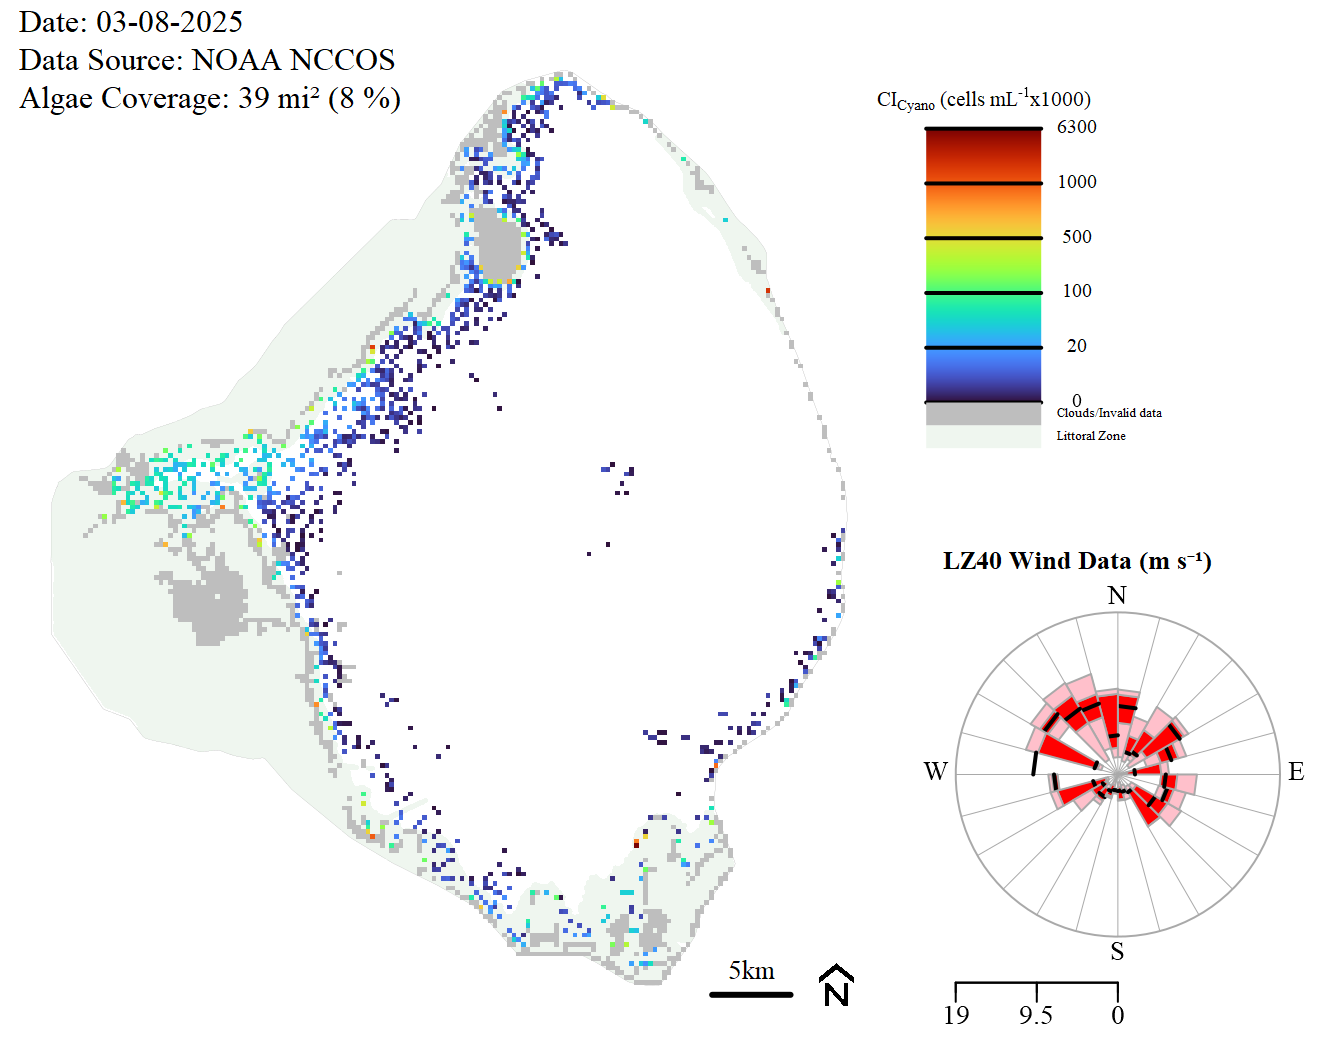 Date: 03-08-2025
Data Source: NOAA NCCOS
Algae Coverage: 39 mi² (8 %)
CICyano (cells mL-1x1000)
6300
1000
500
100
20
0
Clouds/Invalid data
Littoral Zone
LZ40 Wind Data (m s⁻¹)
N
W
E
S
5km
N
19
9.5
0